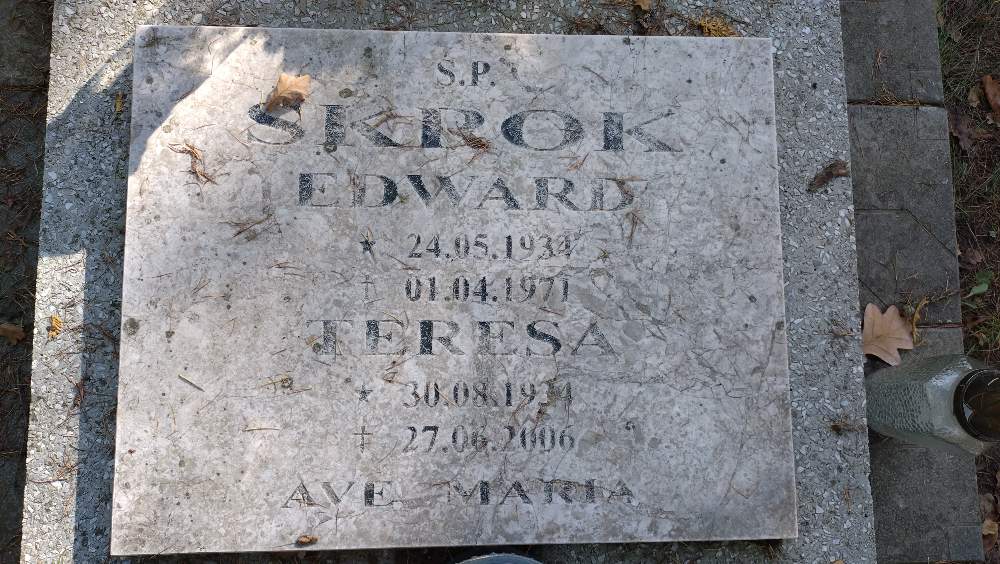 S.P.
SKROK
EDWARD
★ 24.05.1934
† 01.04.1971
TERESA
★ 30.08.1934
† 27.06.2006
AVE MARIA